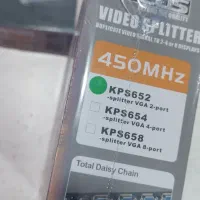 VIDEO SPLITTER
450MHz
KPS652
-splitter VGA 2-port
KPS654
-splitter VGA 4-port
KPS658
-splitter VGA 8-port
Total Daisy Chain